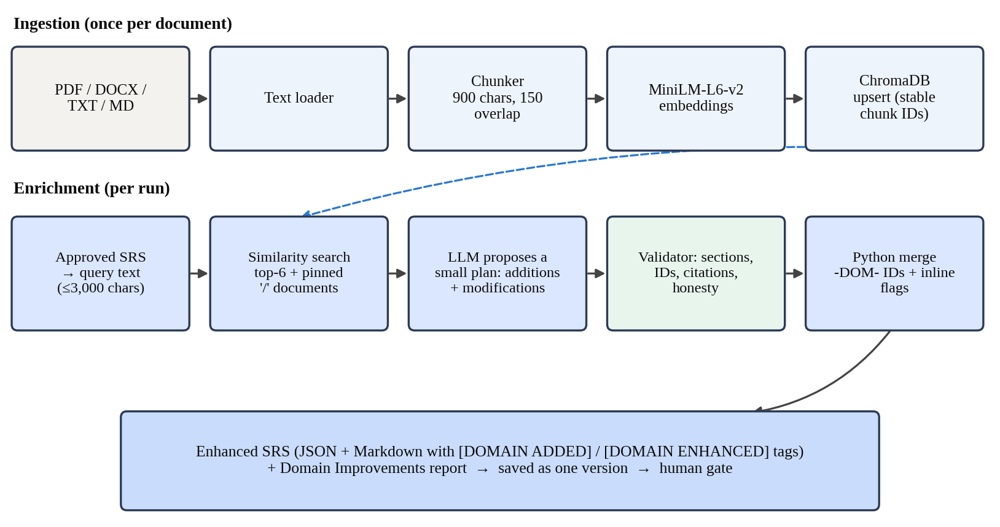 Ingestion (once per document)
PDF / DOCX /
TXT / MD
Text loader
Chunker
900 chars, 150
overlap
MiniLM-L6-v2
embeddings
ChromaDB
upsert (stable
chunk IDs)
Enrichment (per run)
Approved SRS
→ query text
(≤3,000 chars)
Similarity search
top-6 + pinned
'/' documents
LLM proposes a
small plan: additions
+ modifications
Validator: sections,
IDs, citations,
honesty
Python merge
-DOM- IDs + inline
flags
Enhanced SRS (JSON + Markdown with [DOMAIN ADDED] / [DOMAIN ENHANCED] tags)
+ Domain Improvements report → saved as one version → human gate